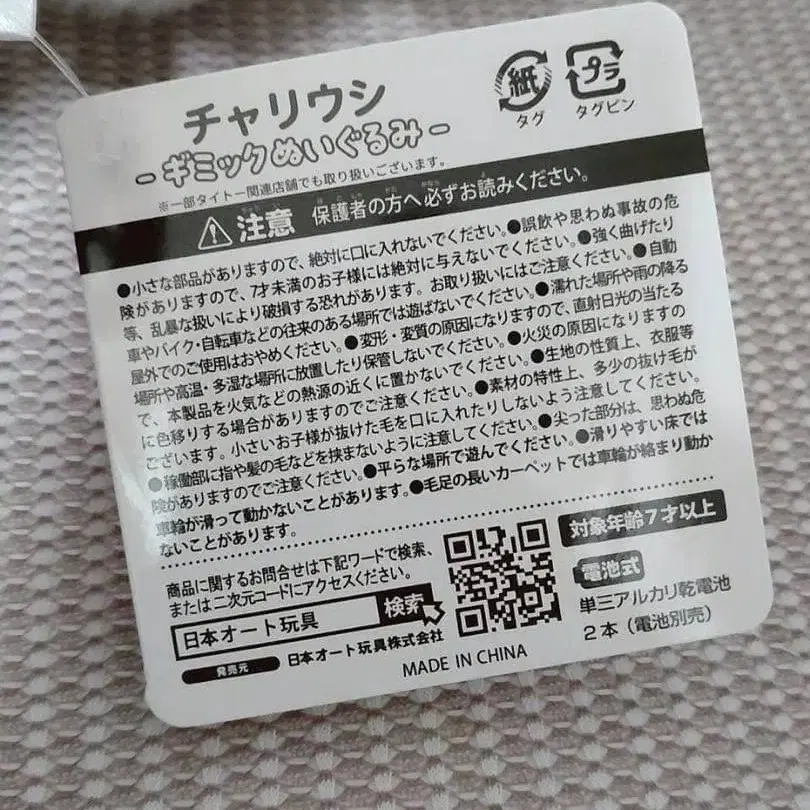 チャリウシ
-ギミックぬいぐるみ-
※一部タイトー関連店舗でも取り扱いございます。
紙
タグ
プラ
タグピン
注意 保護者の方へ必ずお読みください。
●小さな部品がありますので、絶対に口に入れないでください。●誤飲や思わぬ事故の危
険がありますので、7才未満のお子様には絶対に与えないでください。●強く曲げたり
等、乱暴な扱いにより破損する恐れがあります。お取り扱いにはご注意ください。●自動
車やバイク・自転車などの往来のある場所では遊ばないでください。●濡れた場所や雨の降る
屋外でのご使用はおやめください。●変形・変質の原因になりますので、直射日光の当たる
場所や高温・多湿な場所に放置したり保管しないでください。●火災の原因になりますの
で、本製品を火気などの熱源の近くに置かないでください。●生地の性質上、衣服等
に色移りする場合がありますのでご注意ください。●素材の特性上、多少の抜け毛が
ございます。小さいお子様が抜けた毛を口に入れたりしないよう注意してください。
●稼働部に指や髪の毛などを挟まないように注意してください。●尖った部分は、思わぬ危
険がありますのでご注意ください。●平らな場所で遊んでください。●滑りやすい床では
車輪が滑って動かないことがあります。●毛足の長いカーペットでは車輪が絡まり動か
ないことがあります。
商品に関するお問合せは下記ワードで検索、
または二次元コードにアクセスください。
日本オート玩具 検索
発売元 日本オート玩具株式会社
MADE IN CHINA
対象年齢7才以上
電池式
単三アルカリ乾電池
2本（電池別売）